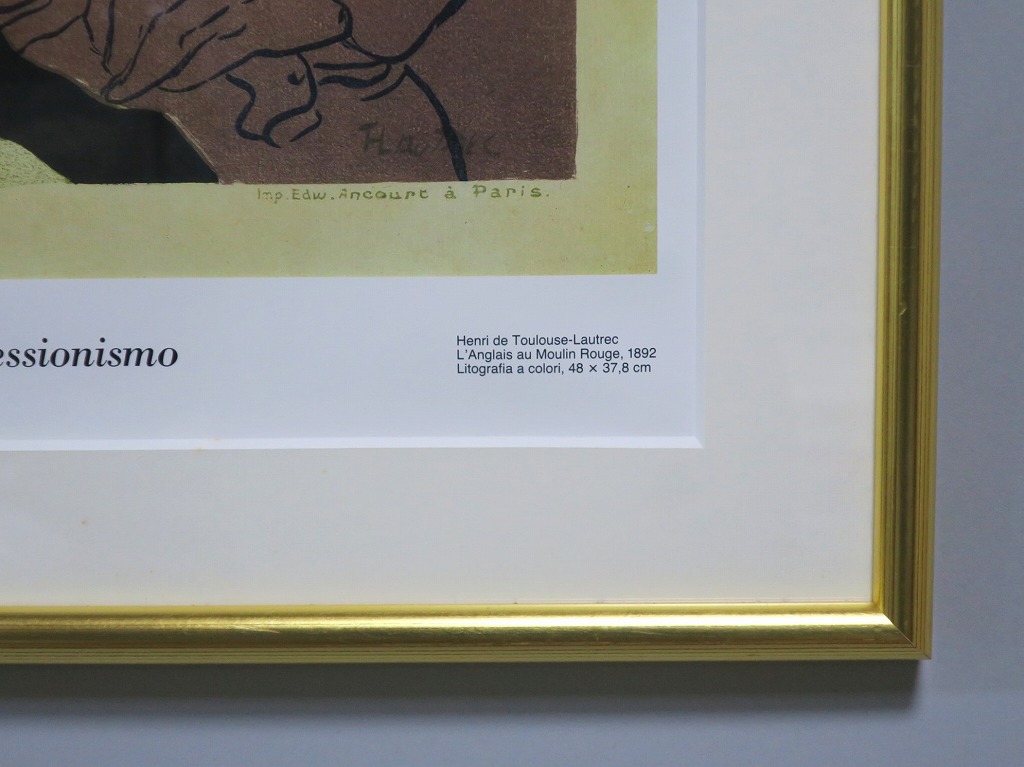 Imp. Edw. Ancourt à Paris.
essionismo
Henri de Toulouse-Lautrec
L'Anglais au Moulin Rouge, 1892
Litografia a colori, 48 × 37,8 cm